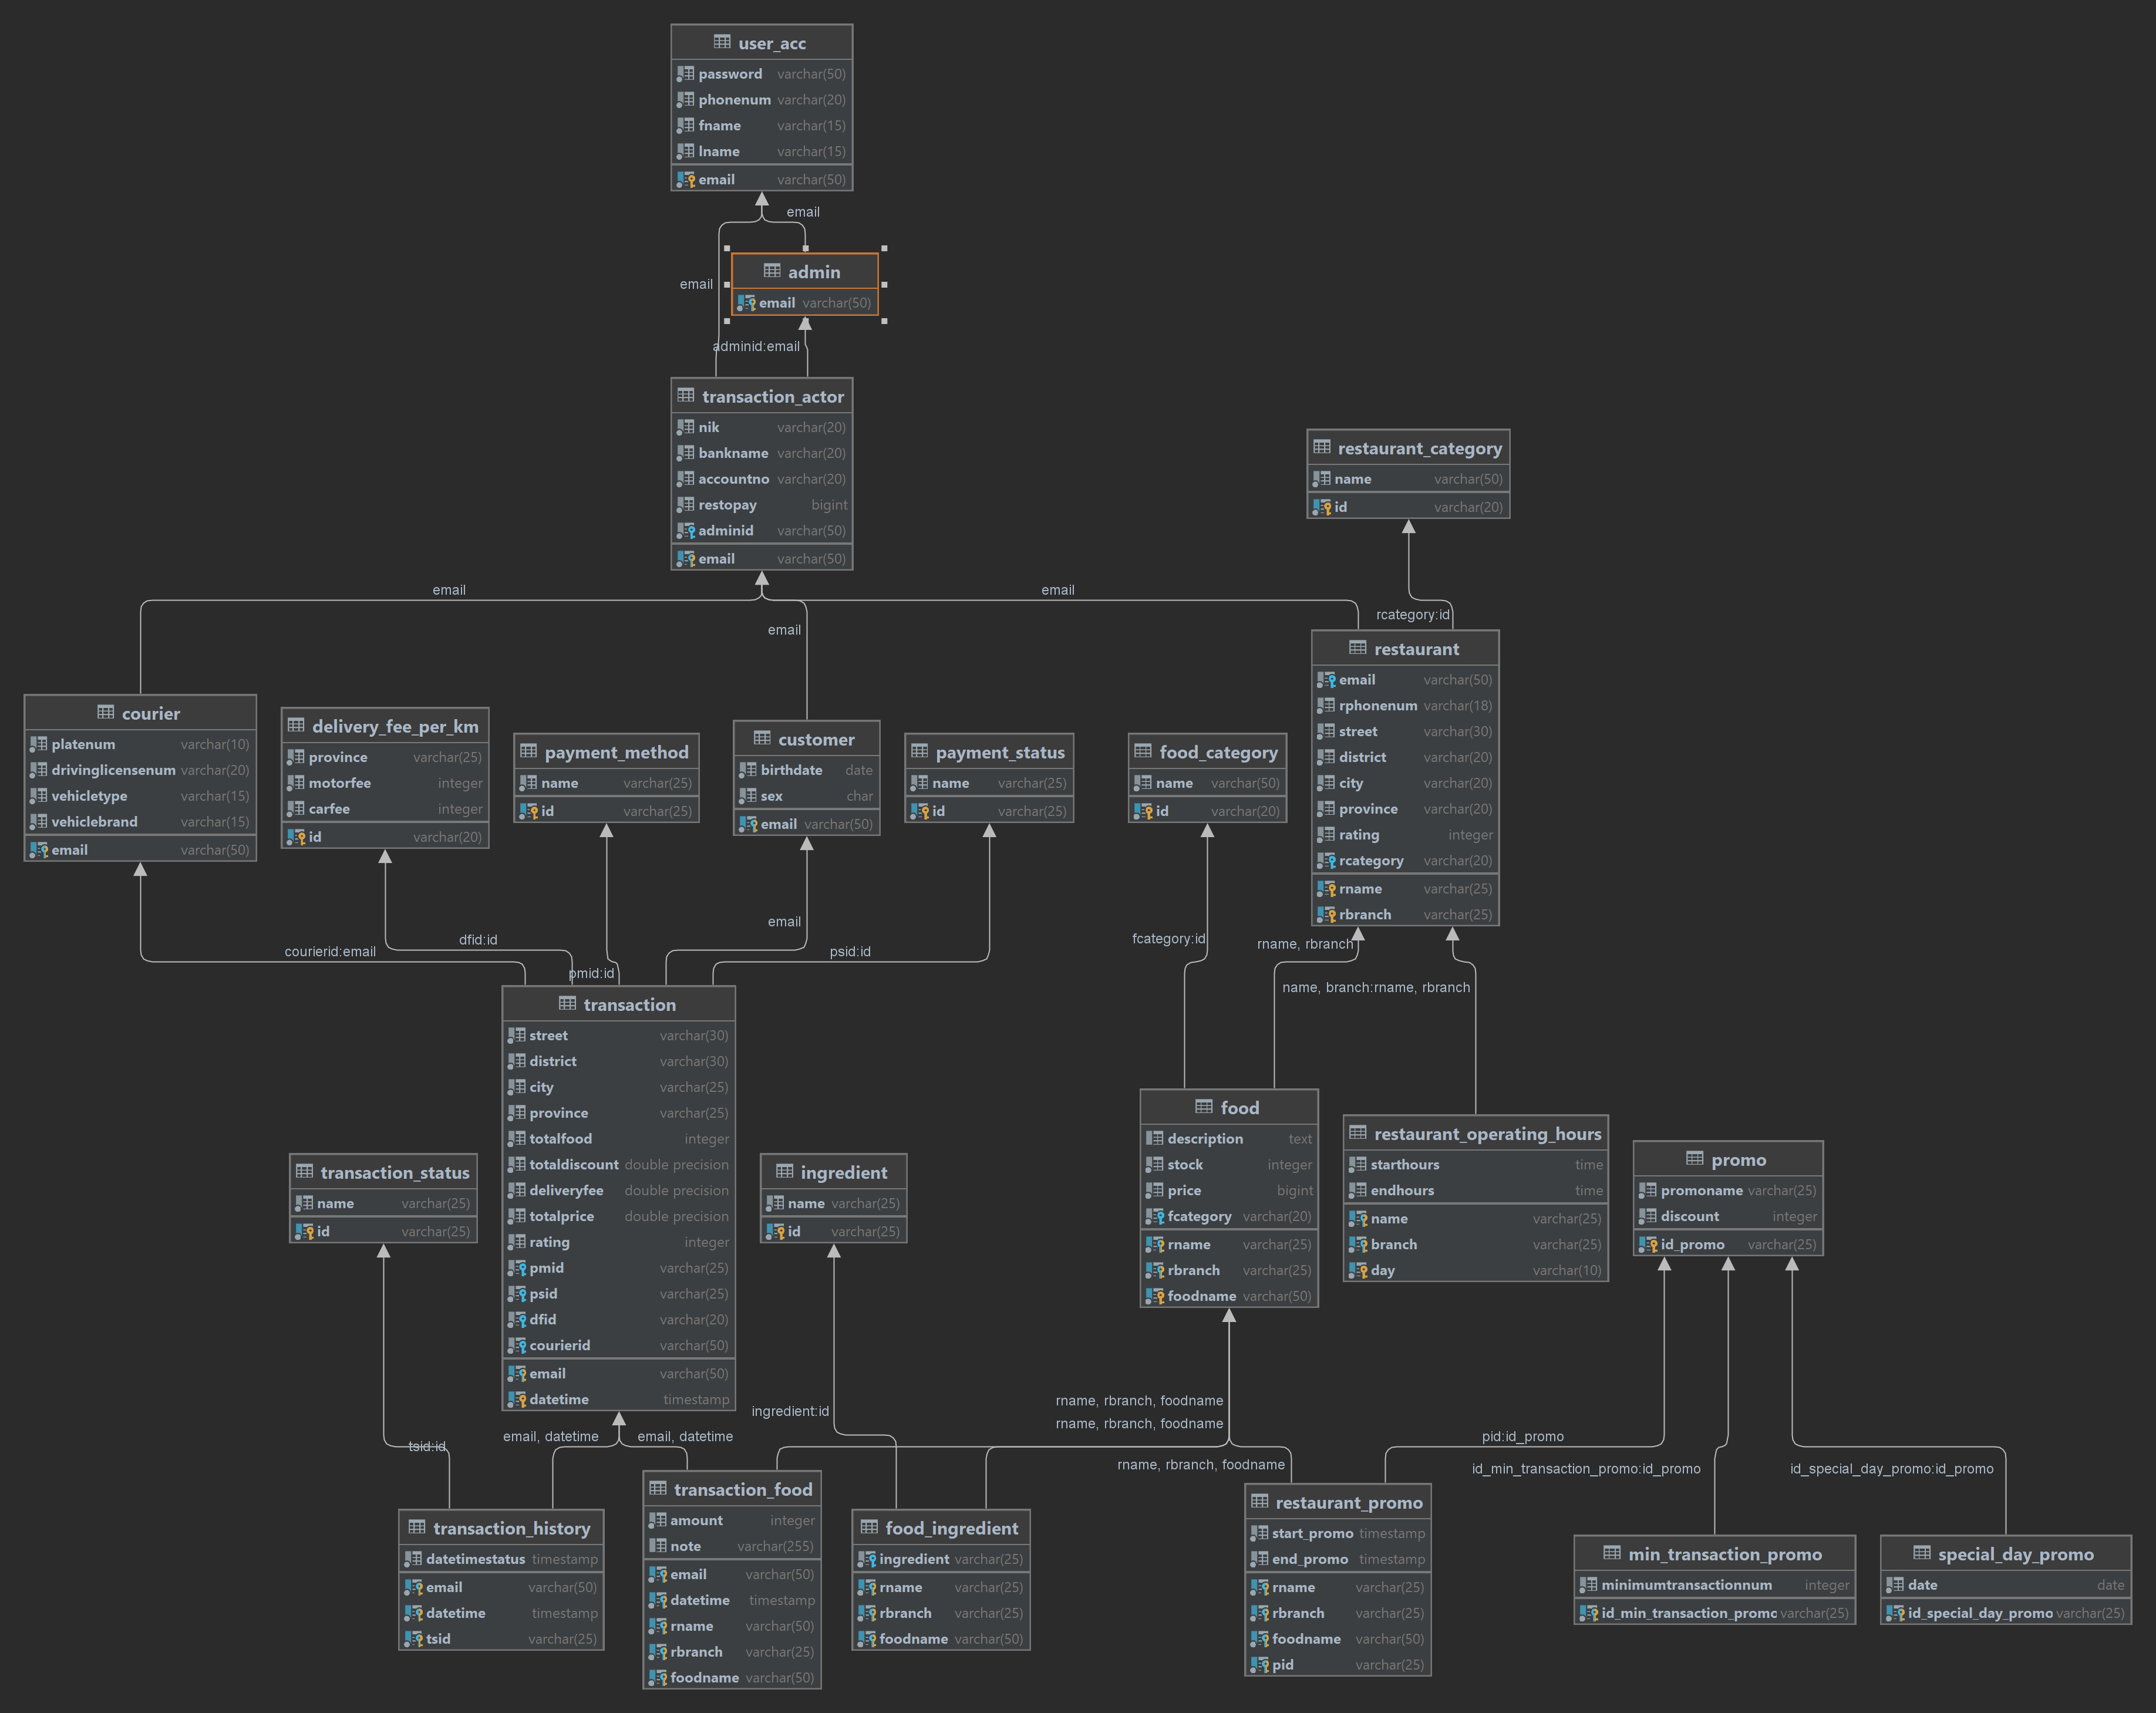 user_acc
password varchar(50)
phonenum varchar(20)
fname varchar(15)
lname varchar(15)
email varchar(50)
email
email
admin
email varchar(50)
adminid:email
transaction_actor
nik varchar(20)
bankname varchar(20)
accountno varchar(20)
restopay bigint
adminid varchar(50)
email varchar(50)
restaurant_category
name varchar(50)
id varchar(20)
email
email
email
rcategory:id
restaurant
email varchar(50)
rphonenum varchar(18)
street varchar(30)
district varchar(20)
city varchar(20)
province varchar(20)
rating integer
rcategory varchar(20)
rname varchar(25)
rbranch varchar(25)
courier
platenum varchar(10)
drivinglicensenum varchar(20)
vehicletype varchar(15)
vehiclebrand varchar(15)
email varchar(50)
delivery_fee_per_km
province varchar(25)
motorfee integer
carfee integer
id varchar(20)
payment_method
name varchar(25)
id varchar(25)
customer
birthdate date
sex char
email varchar(50)
payment_status
name varchar(25)
id varchar(25)
food_category
name varchar(50)
id varchar(20)
courierid:email
dfid:id
pmid:id
email
psid:id
fcategory:id
rname, rbranch
name, branch:rname, rbranch
transaction
street varchar(30)
district varchar(30)
city varchar(25)
province varchar(25)
totalfood integer
totaldiscount double precision
deliveryfee double precision
totalprice double precision
rating integer
pmid varchar(25)
psid varchar(25)
dfid varchar(20)
courierid varchar(50)
email varchar(50)
datetime timestamp
food
description text
stock integer
price bigint
fcategory varchar(20)
rname varchar(25)
rbranch varchar(25)
foodname varchar(50)
restaurant_operating_hours
starthours time
endhours time
name varchar(25)
branch varchar(25)
day varchar(10)
promo
promoname varchar(25)
discount integer
id_promo varchar(25)
transaction_status
name varchar(25)
id varchar(25)
ingredient
name varchar(25)
id varchar(25)
tsid:id
email, datetime
email, datetime
ingredient:id
rname, rbranch, foodname
rname, rbranch, foodname
rname, rbranch, foodname
pid:id_promo
id_min_transaction_promo:id_promo
id_special_day_promo:id_promo
transaction_history
datetimestatus timestamp
email varchar(50)
datetime timestamp
tsid varchar(25)
transaction_food
amount integer
note varchar(255)
email varchar(50)
datetime timestamp
rname varchar(50)
rbranch varchar(25)
foodname varchar(50)
food_ingredient
ingredient varchar(25)
rname varchar(25)
rbranch varchar(25)
foodname varchar(50)
restaurant_promo
start_promo timestamp
end_promo timestamp
rname varchar(25)
rbranch varchar(25)
foodname varchar(50)
pid varchar(25)
min_transaction_promo
minimumtransactionnum integer
id_min_transaction_promo varchar(25)
special_day_promo
date date
id_special_day_promo varchar(25)